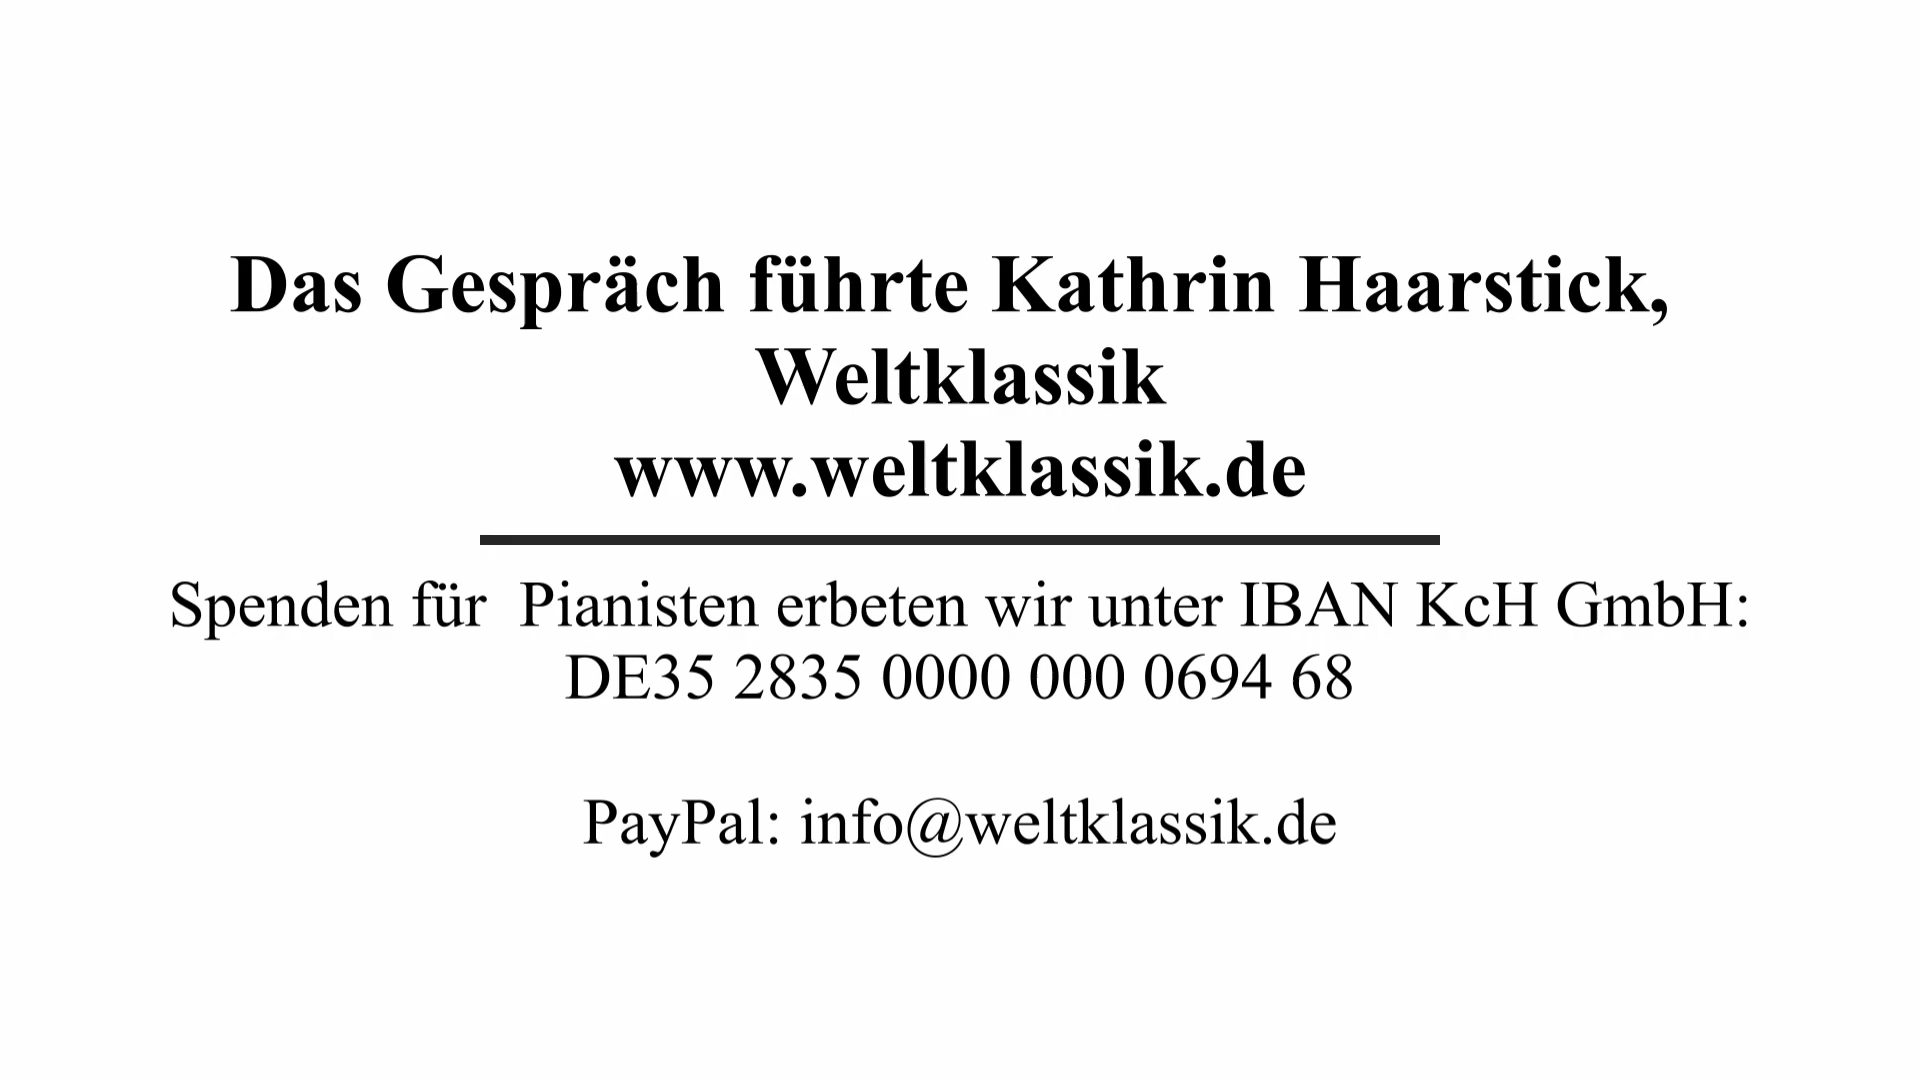 Das Gespräch führte Kathrin Haarstick,
Weltklassik
www.weltklassik.de
Spenden für  Pianisten erbeten wir unter IBAN KcH GmbH:
DE35 2835 0000 000 0694 68
PayPal: info@weltklassik.de